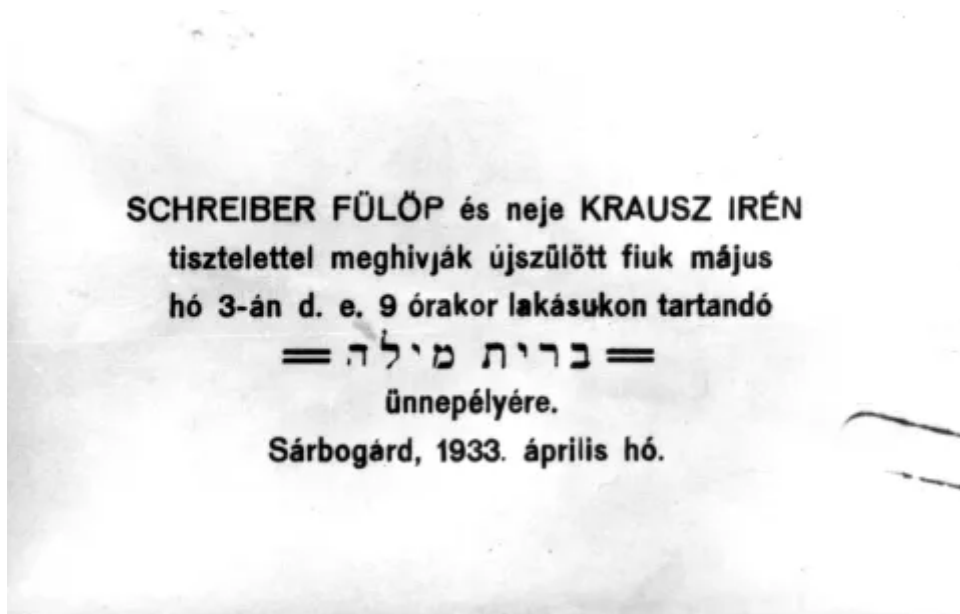 SCHREIBER FÜLÖP és neje KRAUSZ IRÉN
tisztelettel meghivják újszülött fiuk május
hó 3-án d. e. 9 órakor lakásukon tartandó
ברית מילה
ünnepélyére.
Sárbogárd, 1933. április hó.